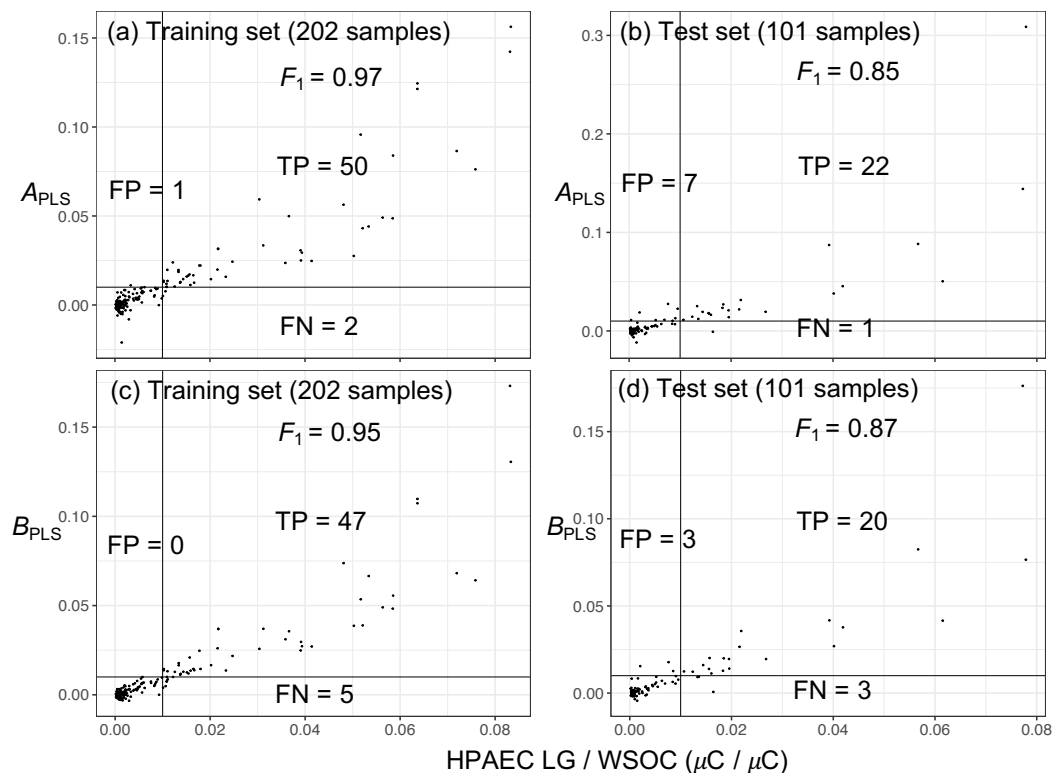 (a) Training set (202 samples)
F₁ = 0.97
TP = 50
FP = 1
FN = 2
A_PLS
0.15
0.10
0.05
0.00
(b) Test set (101 samples)
F₁ = 0.85
TP = 22
FP = 7
FN = 1
A_PLS
0.3
0.2
0.1
0.0
(c) Training set (202 samples)
F₁ = 0.95
TP = 47
FP = 0
FN = 5
B_PLS
0.15
0.10
0.05
0.00
0.00 0.02 0.04 0.06 0.08
(d) Test set (101 samples)
F₁ = 0.87
TP = 20
FP = 3
FN = 3
B_PLS
0.15
0.10
0.05
0.00
0.00 0.02 0.04 0.06 0.08
HPAEC LG / WSOC (μC / μC)